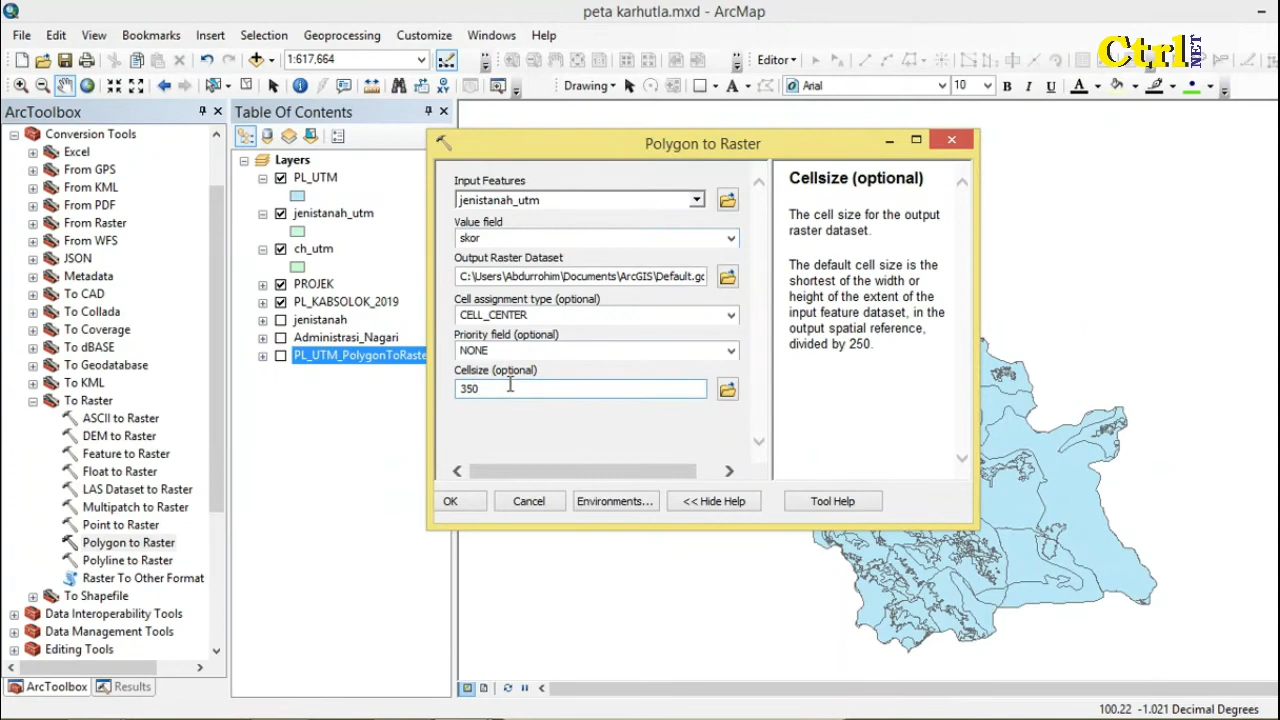 peta karhutla.mxd - ArcMap
File Edit View Bookmarks Insert Selection Geoprocessing Customize Windows Help
1:617,664
Editor
Ctrl
.NET
Drawing
Arial
10
B I U A
ArcToolbox
Conversion Tools
Excel
From GPS
From KML
From PDF
From Raster
From WFS
JSON
Metadata
To CAD
To Collada
To Coverage
To dBASE
To Geodatabase
To KML
To Raster
ASCII to Raster
DEM to Raster
Feature to Raster
Float to Raster
LAS Dataset to Raster
Multipatch to Raster
Point to Raster
Polygon to Raster
Polyline to Raster
Raster To Other Format
To Shapefile
Data Interoperability Tools
Data Management Tools
Editing Tools
ArcToolbox Results
Table Of Contents
Layers
PL_UTM
jenistanah_utm
ch_utm
PROJEK
PL_KABSOLOK_2019
jenistanah
Administrasi_Nagari
PL_UTM_PolygonToRaste
Polygon to Raster
Input Features
jenistanah_utm
Value field
skor
Output Raster Dataset
C:\Users\Abdurrohim\Documents\ArcGIS\Default.gc
Cell assignment type (optional)
CELL_CENTER
Priority field (optional)
NONE
Cellsize (optional)
350
OK Cancel Environments... << Hide Help Tool Help
Cellsize (optional)
The cell size for the output
raster dataset.
The default cell size is the
shortest of the width or
height of the extent of the
input feature dataset, in the
output spatial reference,
divided by 250.
100.22 -1.021 Decimal Degrees